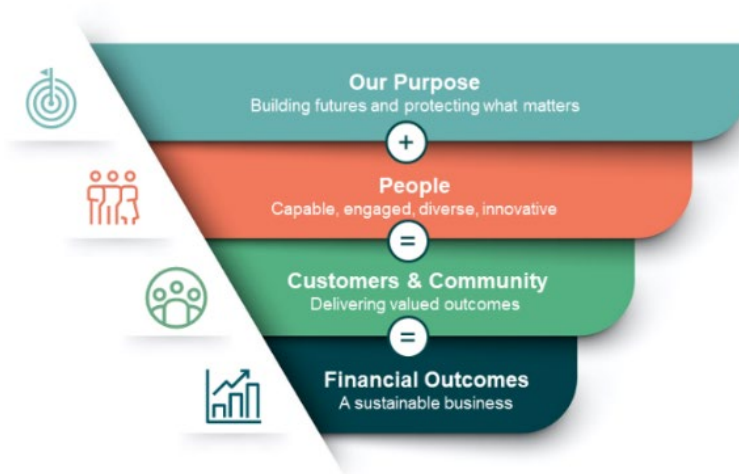 Our Purpose
Building futures and protecting what matters
+
People
Capable, engaged, diverse, innovative
=
Customers & Community
Delivering valued outcomes
=
Financial Outcomes
A sustainable business